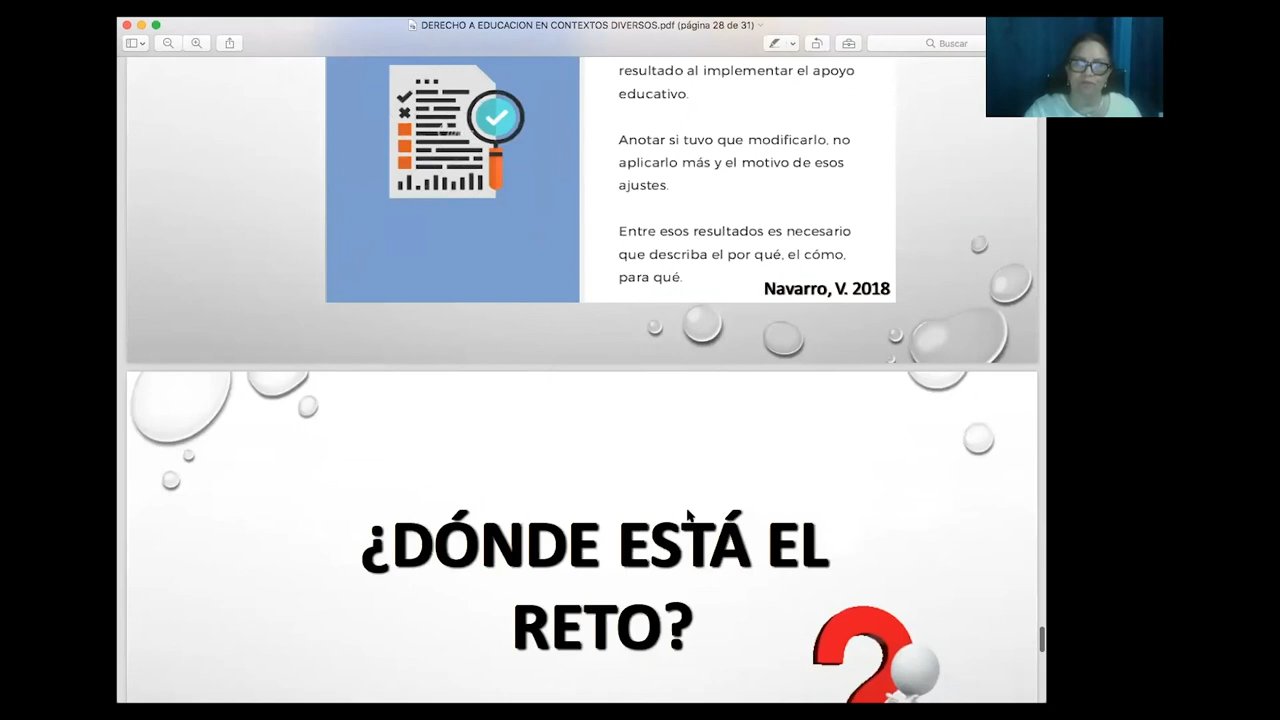 DERECHO A EDUCACION EN CONTEXTOS DIVERSOS.pdf (página 28 de 31)
Buscar
resultado al implementar el apoyo
educativo.
Anotar si tuvo que modificarlo, no
aplicarlo más y el motivo de esos
ajustes.
Entre esos resultados es necesario
que describa el por qué, el cómo,
para qué.
Navarro, V. 2018
¿DÓNDE ESTÁ EL
RETO?